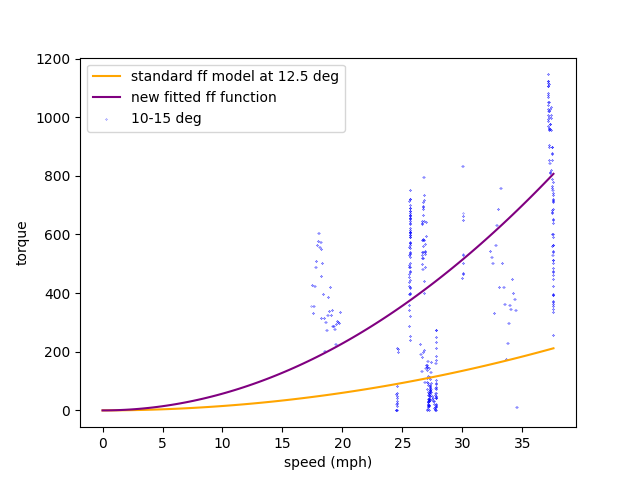 standard ff model at 12.5 deg
new fitted ff function
10-15 deg
1200
1000
800
600
400
200
0
torque
0 5 10 15 20 25 30 35
speed (mph)